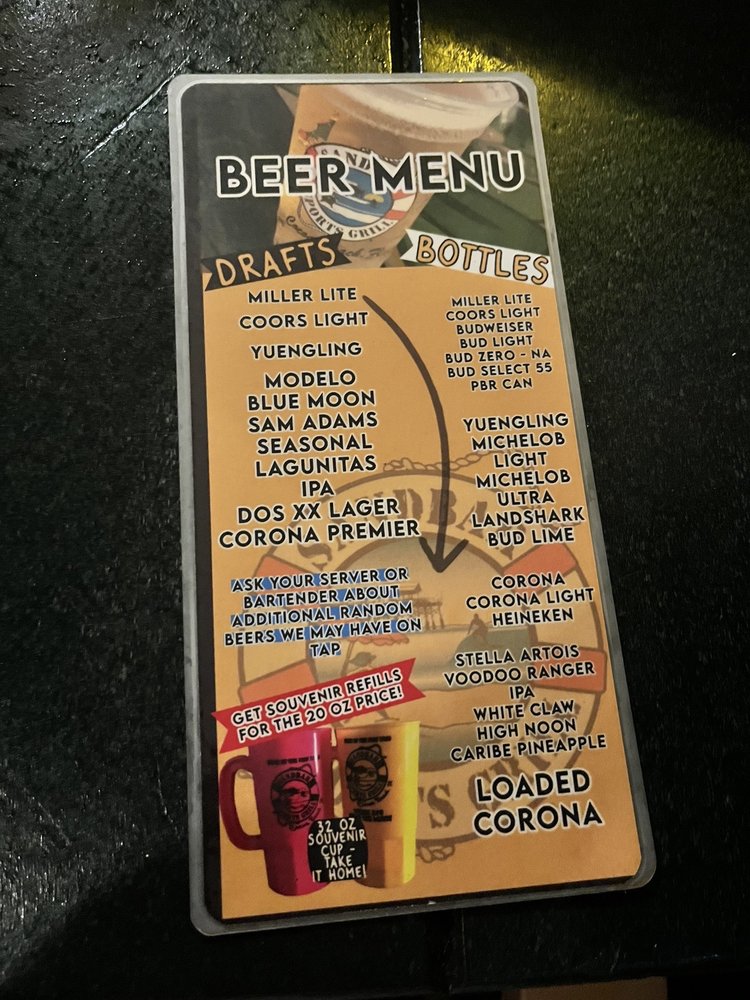 BEER MENU
DRAFTS
MILLER LITE
COORS LIGHT
YUENGLING
MODELO
BLUE MOON
SAM ADAMS
SEASONAL
LAGUNITAS
IPA
DOS XX LAGER
CORONA PREMIER
ASK YOUR SERVER OR
BARTENDER ABOUT
ADDITIONAL RANDOM
BEERS WE MAY HAVE ON
TAP
GET SOUVENIR REFILLS
FOR THE 20 OZ PRICE!
32 OZ
SOUVENIR
CUP -
TAKE
IT HOME!
BOTTLES
MILLER LITE
COORS LIGHT
BUDWEISER
BUD LIGHT
BUD ZERO - NA
BUD SELECT 55
PBR CAN
YUENGLING
MICHELOB
LIGHT
MICHELOB
ULTRA
LANDSHARK
BUD LIME
CORONA
CORONA LIGHT
HEINEKEN
STELLA ARTOIS
VOODOO RANGER
IPA
WHITE CLAW
HIGH NOON
CARIBE PINEAPPLE
LOADED
CORONA